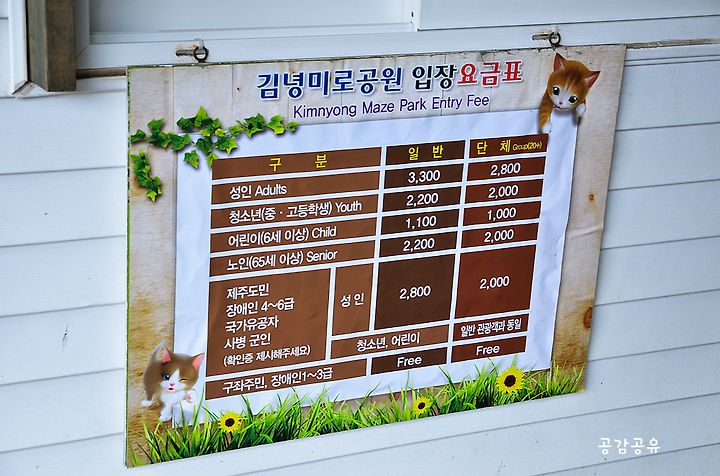 김녕미로공원 입장요금표
Kimnyong Maze Park Entry Fee
구 분 일 반 단 체 Group(20+)
성인 Adults 3,300 2,800
청소년(중·고등학생) Youth 2,200 2,000
어린이(6세 이상) Child 1,100 1,000
노인(65세 이상) Senior 2,200 2,000
제주도민
장애인 4~6급
국가유공자
사병 군인
(확인증 제시해주세요)
성 인 2,800 2,000
청소년, 어린이 일반 관광객과 동일
구좌주민, 장애인1~3급 Free Free
공감공유